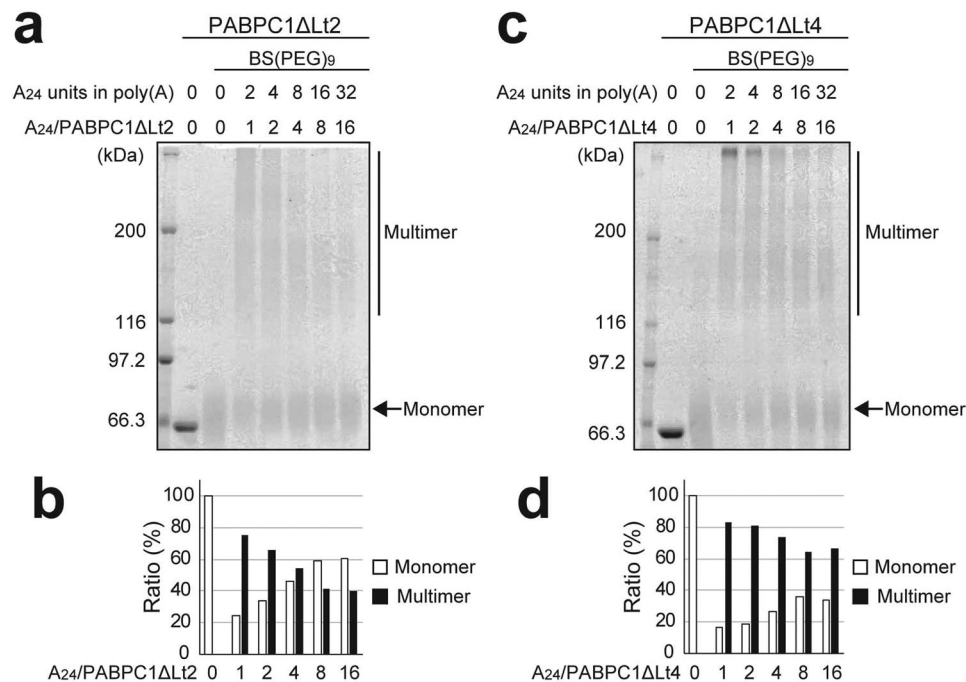 a
PABPC1ΔLt2
BS(PEG)9
A24 units in poly(A) 0 0 2 4 8 16 32
A24/PABPC1ΔLt2 0 0 1 2 4 8 16
(kDa)
200
116
97.2
66.3
Multimer
Monomer
c
PABPC1ΔLt4
BS(PEG)9
A24 units in poly(A) 0 0 2 4 8 16 32
A24/PABPC1ΔLt4 0 0 1 2 4 8 16
(kDa)
200
116
97.2
66.3
Multimer
Monomer
b
Ratio (%)
100
80
60
40
20
0
A24/PABPC1ΔLt2 0 1 2 4 8 16
Monomer
Multimer
d
Ratio (%)
100
80
60
40
20
0
A24/PABPC1ΔLt4 0 1 2 4 8 16
Monomer
Multimer